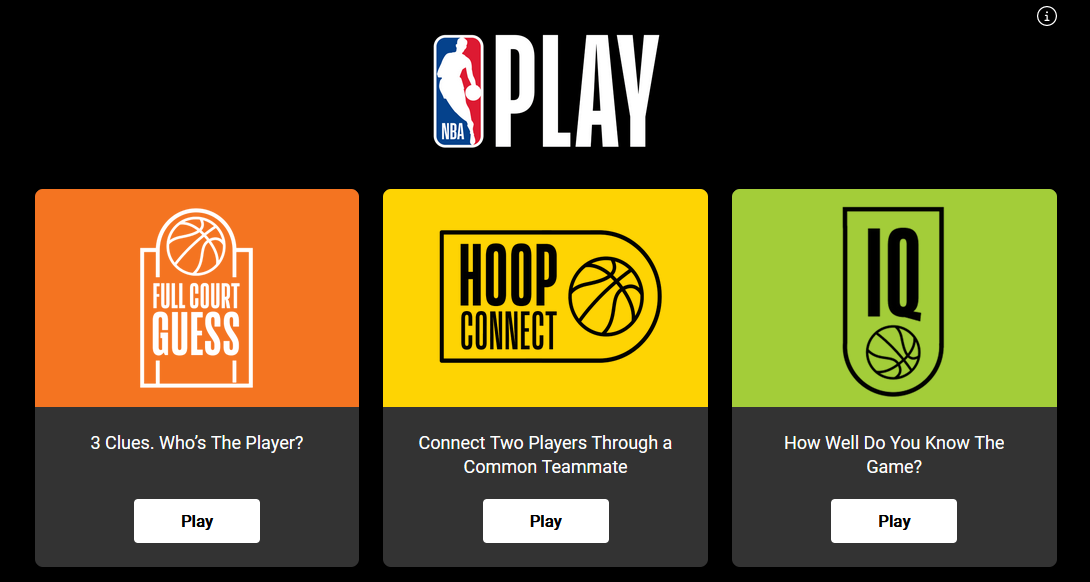 i
NBA
PLAY
FULL COURT
GUESS
3 Clues. Who’s The Player?
Play
HOOP
CONNECT
Connect Two Players Through a
Common Teammate
Play
IQ
How Well Do You Know The
Game?
Play